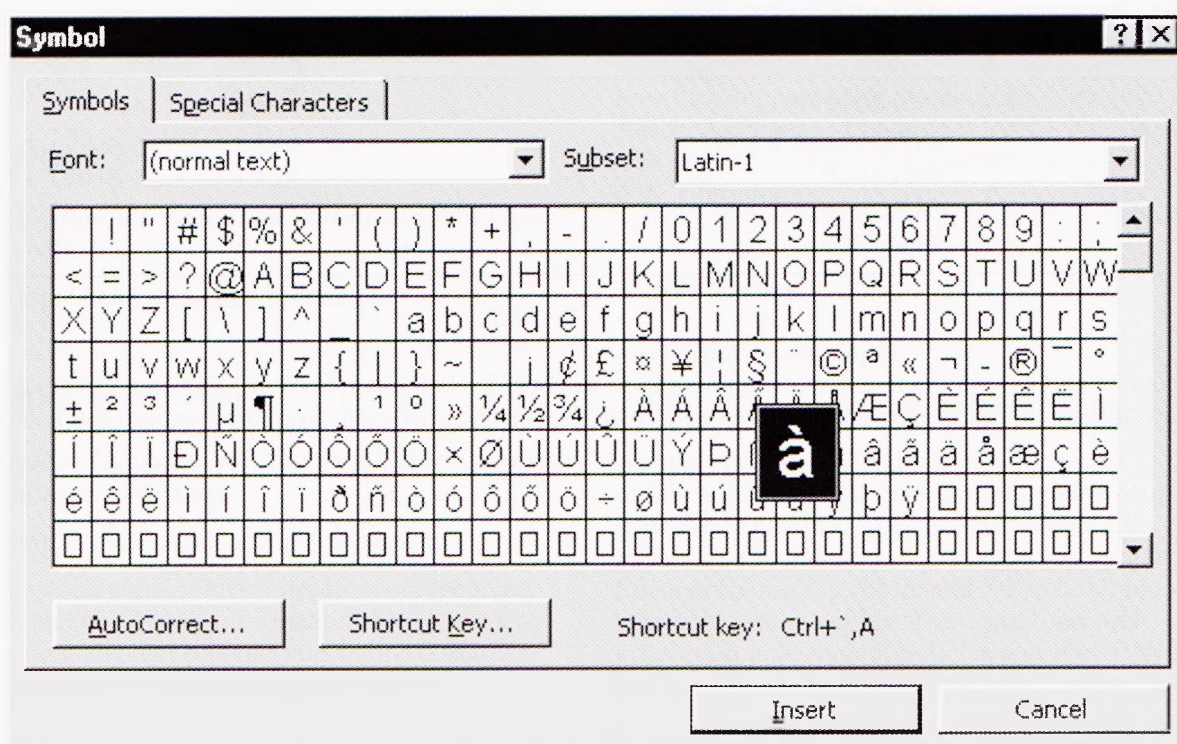 Symbol
Symbols Special Characters
Font: (normal text) Subset: Latin-1
! " # $ % & ' ( ) * + , - . / 0 1 2 3 4 5 6 7 8 9 : ;
< = > ? @ A B C D E F G H I J K L M N O P Q R S T U V W
X Y Z [ \ ] ^ _ ` a b c d e f g h i j k l m n o p q r s
t u v w x y z { | } ~ ¡ ¢ £ ¤ ¥ ¦ § ¨ © ª « ¬ - ® ¯ °
± ² ³ ´ µ ¶ · ¸ ¹ º » ¼ ½ ¾ ¿ À Á Â Æ Ç È É Ê Ë Ì
Í Î Ï Ð Ñ Ò Ó Ô Õ Ö × Ø Ù Ú Û Ü Ý Þ à â ã ä å æ ç è
é ê ë ì í î ï ð ñ ò ó ô õ ö ÷ ø ù ú þ ÿ
AutoCorrect... Shortcut Key... Shortcut key: Ctrl+`,A
Insert Cancel